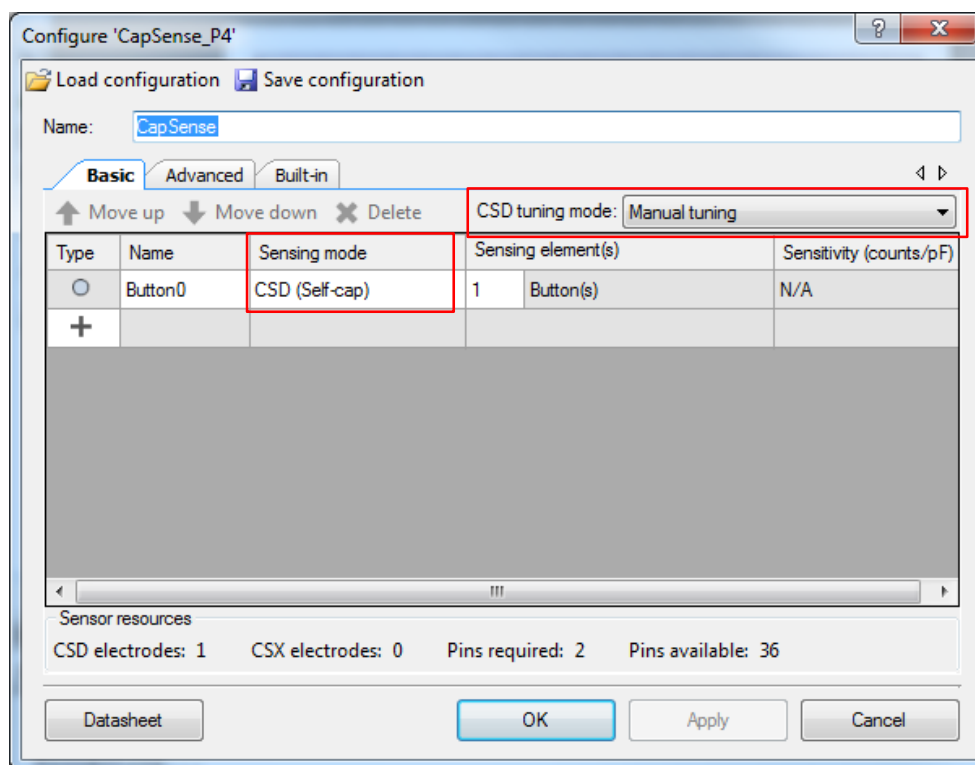 Configure 'CapSense_P4'
Load configuration Save configuration
Name: CapSense
Basic Advanced Built-in
Move up Move down Delete CSD tuning mode: Manual tuning
Type Name Sensing mode Sensing element(s) Sensitivity (counts/pF)
Button0 CSD (Self-cap) 1 Button(s) N/A
Sensor resources
CSD electrodes: 1 CSX electrodes: 0 Pins required: 2 Pins available: 36
Datasheet OK Apply Cancel